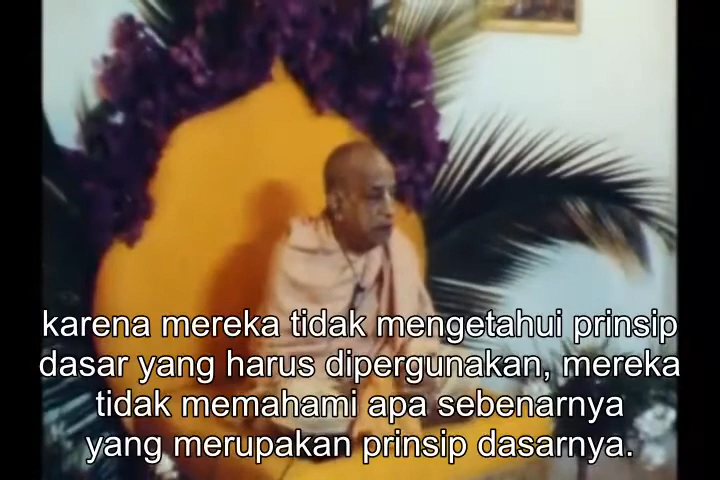 karena mereka tidak mengetahui prinsip
dasar yang harus dipergunakan, mereka
tidak memahami apa sebenarnya
yang merupakan prinsip dasarnya.